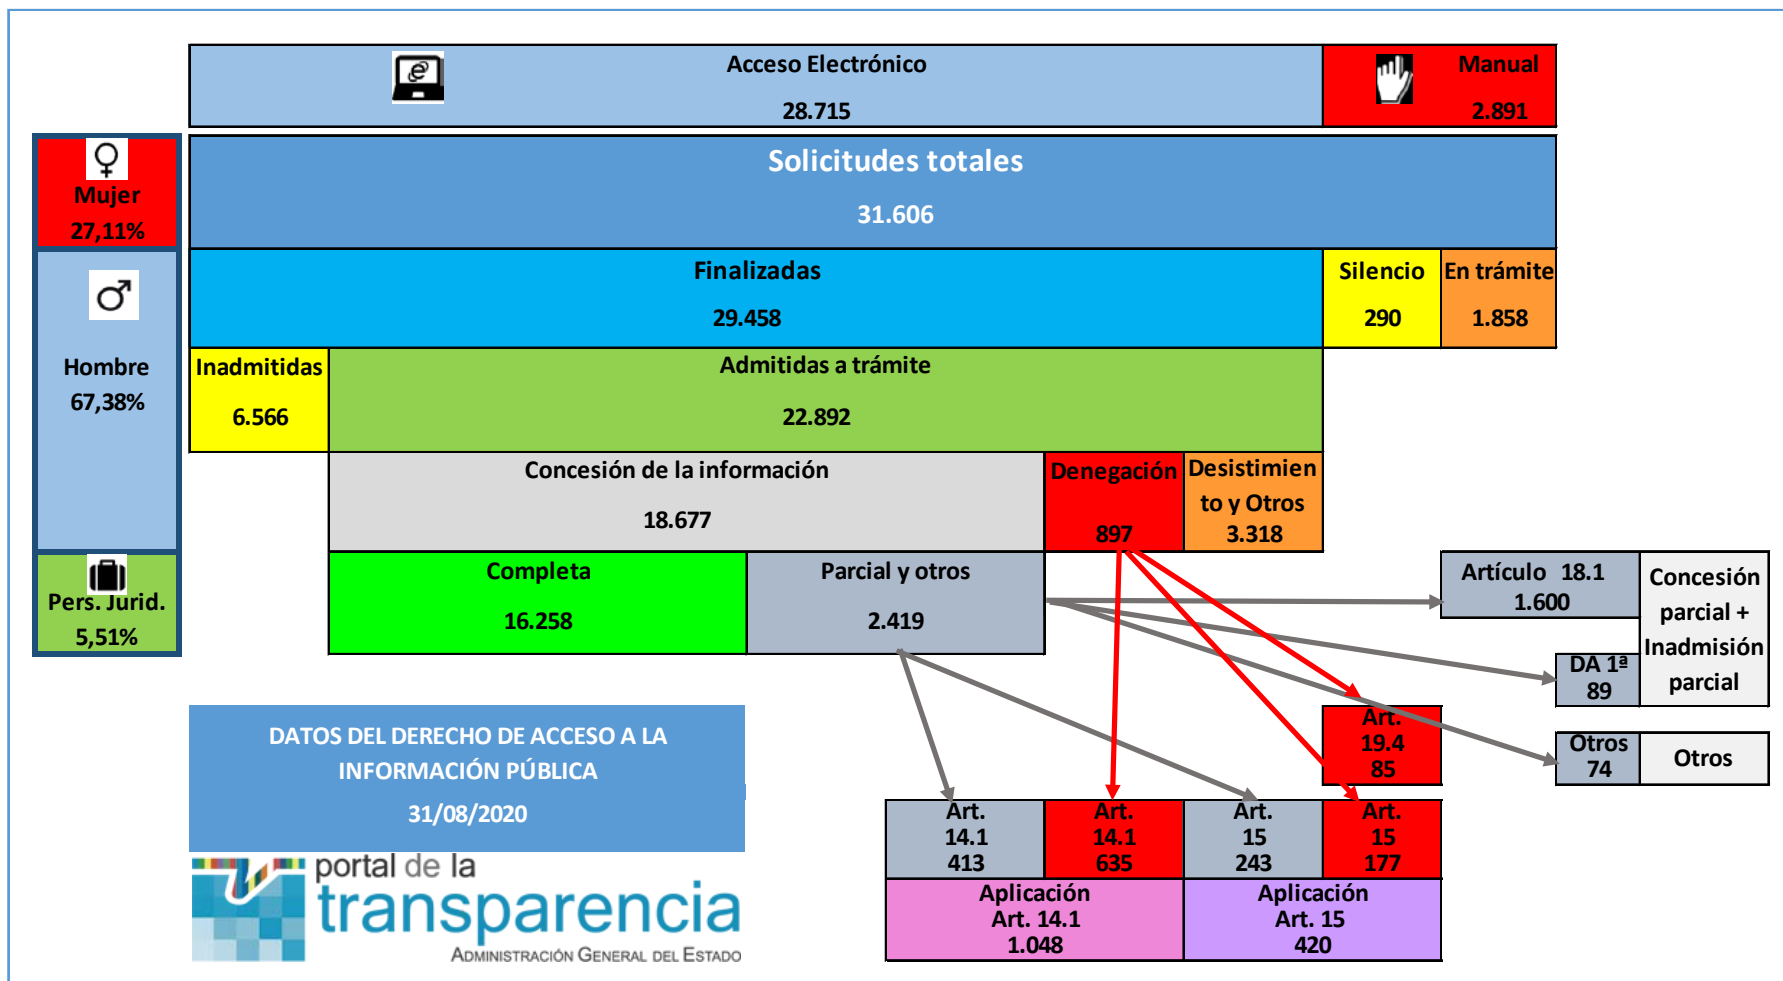 Acceso Electrónico
28.715
Manual
2.891
Mujer
27,11%
Solicitudes totales
31.606
Hombre
67,38%
Finalizadas
29.458
Silencio
290
En trámite
1.858
Inadmitidas
6.566
Admitidas a trámite
22.892
Concesión de la información
18.677
Denegación
897
Desistimien
to y Otros
3.318
Pers. Jurid.
5,51%
Completa
16.258
Parcial y otros
2.419
Artículo 18.1
1.600
Concesión
parcial +
Inadmisión
parcial
DA 1ª
89
Art.
19.4
85
Otros
74
Otros
DATOS DEL DERECHO DE ACCESO A LA
INFORMACIÓN PÚBLICA
31/08/2020
Art.
14.1
413
Art.
14.1
635
Art.
15
243
Art.
15
177
Aplicación
Art. 14.1
1.048
Aplicación
Art. 15
420
portal de la
transparencia
ADMINISTRACIÓN GENERAL DEL ESTADO